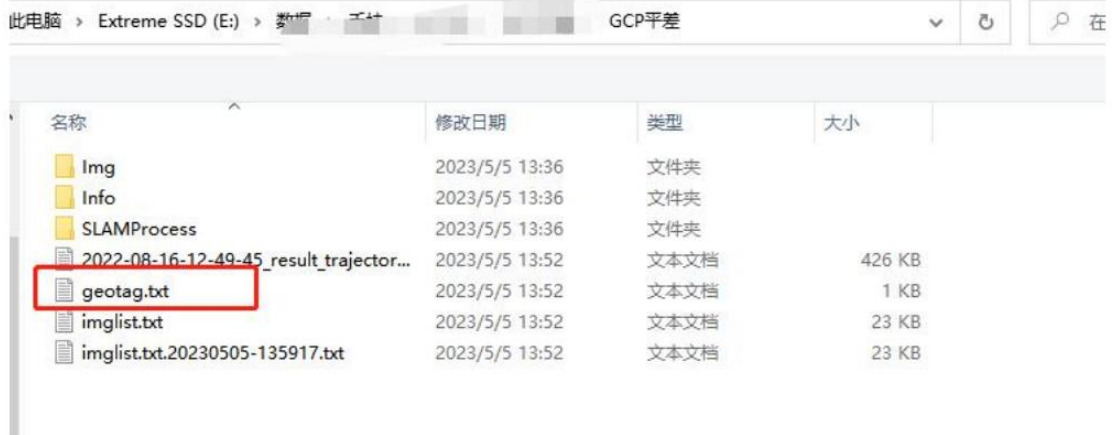 此电脑 › Extreme SSD (E:) › 数据 › GCP平差 在
名称 修改日期 类型 大小
Img 2023/5/5 13:36 文件夹
Info 2023/5/5 13:36 文件夹
SLAMProcess 2023/5/5 13:36 文件夹
2022-08-16-12-49-45_result_trajector... 2023/5/5 13:52 文本文档 426 KB
geotag.txt 2023/5/5 13:52 文本文档 1 KB
imglist.txt 2023/5/5 13:52 文本文档 23 KB
imglist.txt.20230505-135917.txt 2023/5/5 13:52 文本文档 23 KB